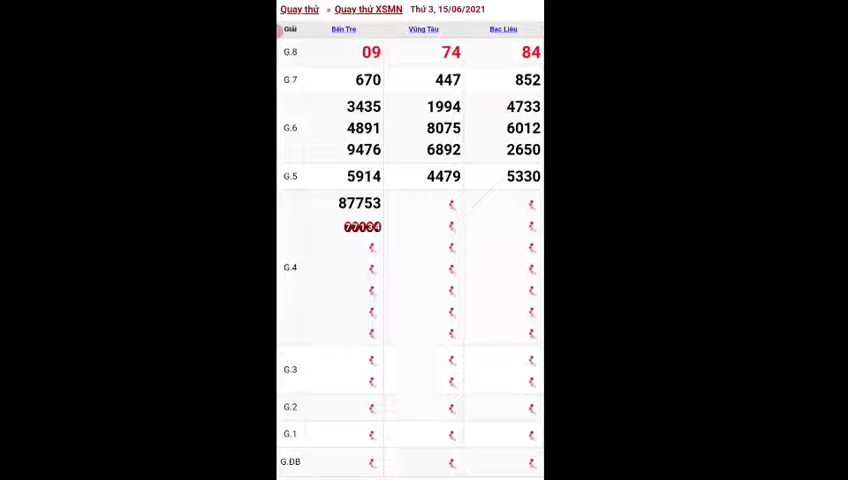 Quay thử » Quay thử XSMN Thứ 3, 15/06/2021
Giải Bến Tre Vũng Tàu Bạc Liêu
G.8 09 74 84
G.7 670 447 852
3435 1994 4733
G.6 4891 8075 6012
9476 6892 2650
G.5 5914 4479 5330
87753
77134
G.4
G.3
G.2
G.1
G.ĐB